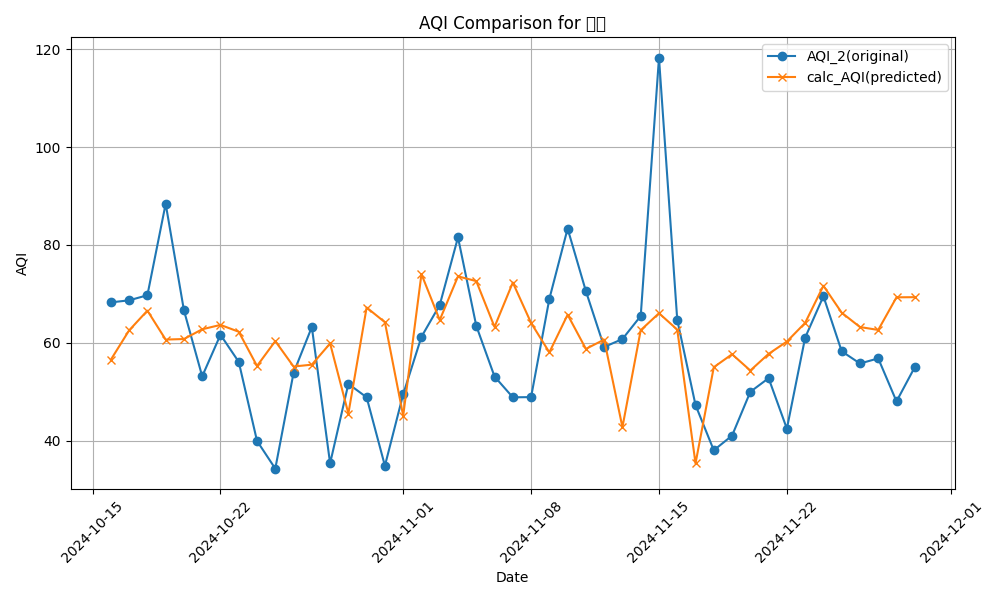 AQI Comparison for
AQI_2(original)
calc_AQI(predicted)
120
100
80
60
40
AQI
2024-10-15
2024-10-22
2024-11-01
2024-11-08
2024-11-15
2024-11-22
2024-12-01
Date